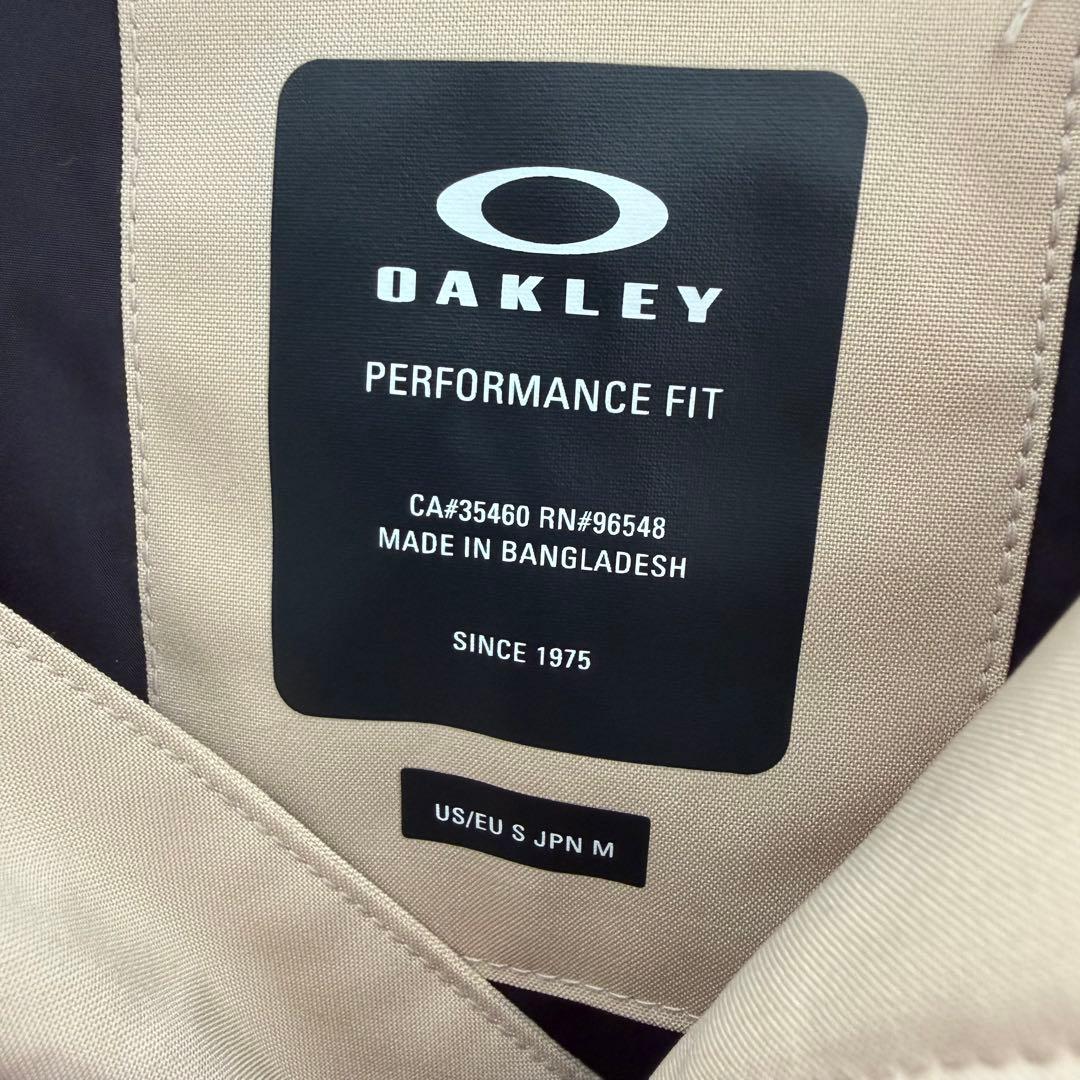 OAKLEY
PERFORMANCE FIT
CA#35460 RN#96548
MADE IN BANGLADESH
SINCE 1975
US/EU S JPN M